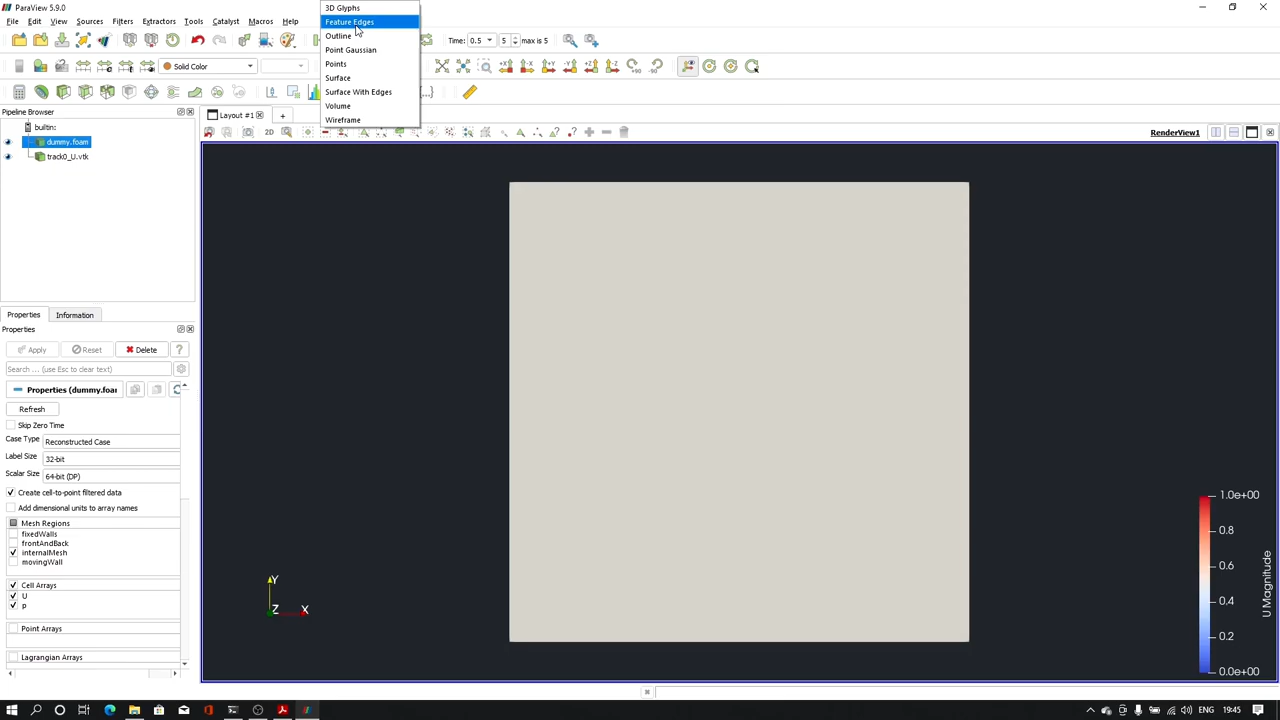 ParaView 5.9.0
3D Glyphs
File Edit View Sources Filters Extractors Tools Catalyst Macros Help
Feature Edges
Outline
Time: 0.5 5 max is 5
Point Gaussian
Points
Solid Color
Surface
Surface With Edges
Volume
Wireframe
Pipeline Browser
Layout #1
builtin:
2D
RenderView1
dummy.foam
track0_U.vtk
Properties Information
Properties
Apply Reset Delete ?
Search ... (use Esc to clear text)
Properties (dummy.foar
Refresh
Skip Zero Time
Case Type Reconstructed Case
Label Size 32-bit
Scalar Size 64-bit (DP)
Create cell-to-point filtered data
Add dimensional units to array names
Mesh Regions
fixedWalls
frontAndBack
internalMesh
movingWall
Cell Arrays
U
p
Point Arrays
Lagrangian Arrays
Y
Z X
1.0e+00
0.8
0.6
0.4
0.2
0.0e+00
U Magnitude
ENG 19:45